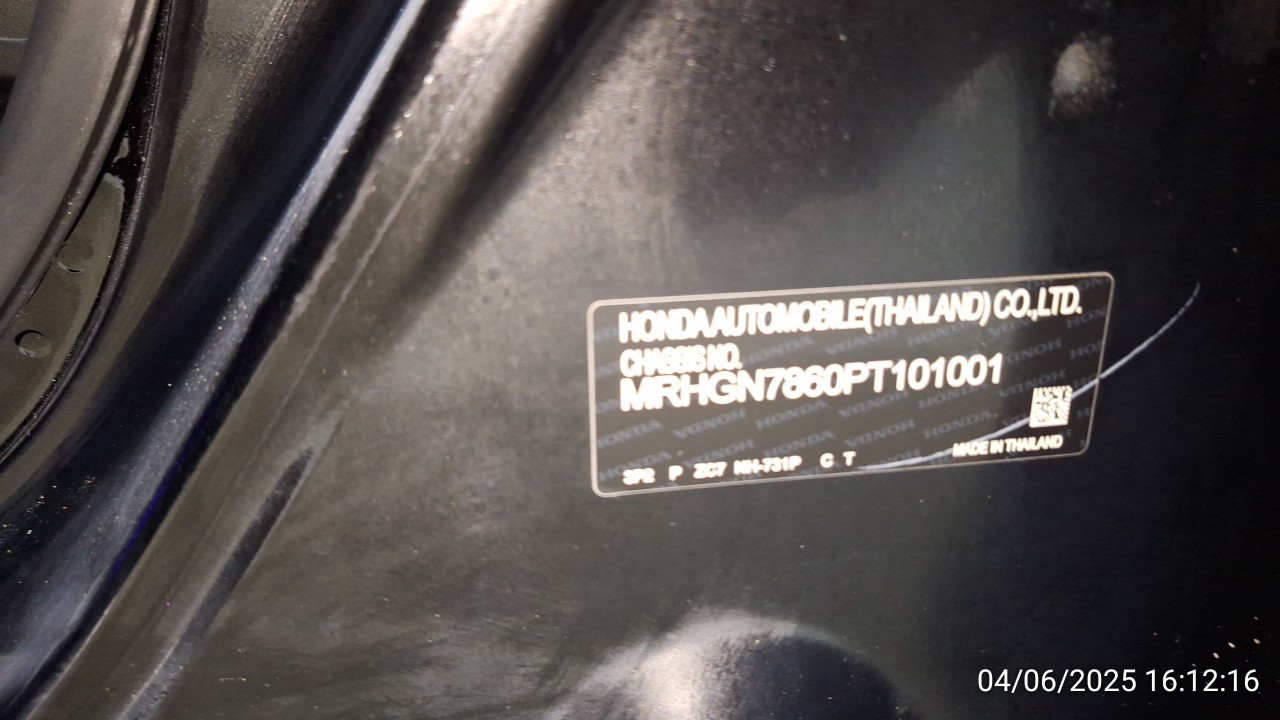 HONDA AUTOMOBILE(THAILAND) CO.,LTD.
CHASSIS NO.
MRHGN7860PT101001
3F2 P ZC7 NH-731P C T
MADE IN THAILAND
04/06/2025 16:12:16